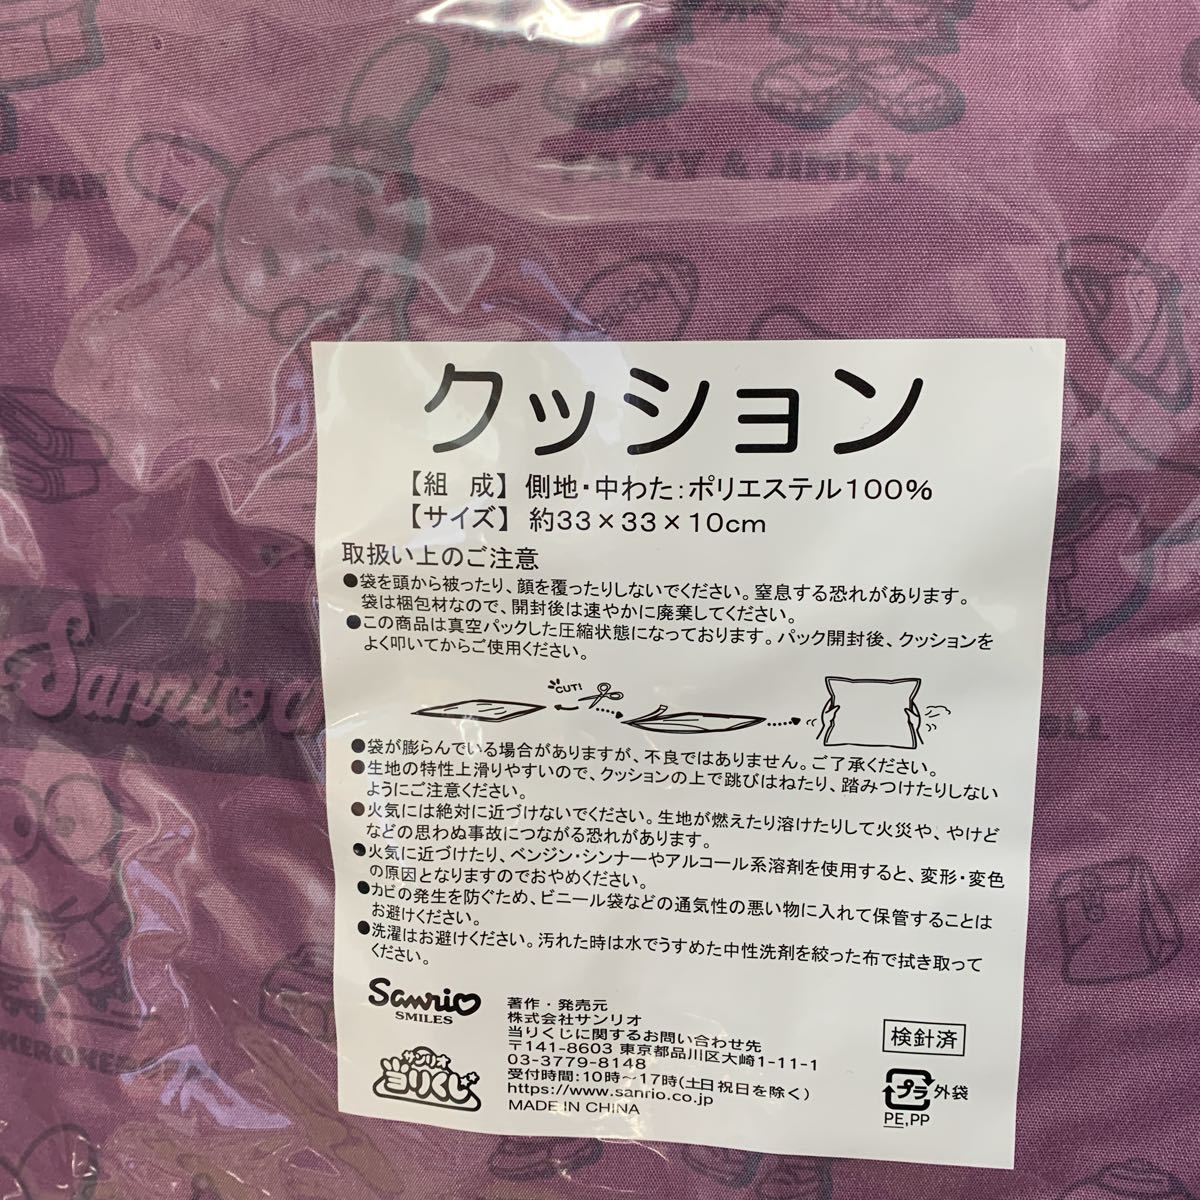 PATTY & JIMMY
クッション
【組 成】 側地・中わた:ポリエステル100%
【サイズ】 約33×33×10cm
取扱い上のご注意
●袋を頭から被ったり、顔を覆ったりしないでください。窒息する恐れがあります。
袋は梱包材なので、開封後は速やかに廃棄してください。
●この商品は真空パックした圧縮状態になっております。パック開封後、クッションを
よく叩いてからご使用ください。
CUT!
●袋が膨らんでいる場合がありますが、不良ではありません。ご了承ください。
●生地の特性上滑りやすいので、クッションの上で跳びはねたり、踏みつけたりしない
ようにご注意ください。
●火気には絶対に近づけないでください。生地が燃えたり溶けたりして火災や、やけど
などの思わぬ事故につながる恐れがあります。
●火気に近づけたり、ベンジン・シンナーやアルコール系溶剤を使用すると、変形・変色
の原因となりますのでおやめください。
●カビの発生を防ぐため、ビニール袋などの通気性の悪い物に入れて保管することは
お避けください。
●洗濯はお避けください。汚れた時は水でうすめた中性洗剤を絞った布で拭き取って
ください。
Sanrio
SMILES
サンリオ
当りくじ
著作・発売元
株式会社サンリオ
当りくじに関するお問い合わせ先
〒141-8603 東京都品川区大崎1-11-1
03-3779-8148
受付時間:10時~17時(土日祝日を除く)
https://www.sanrio.co.jp
MADE IN CHINA
検針済
プラ 外袋
PE,PP
Sanrio
KEROKEROPPI